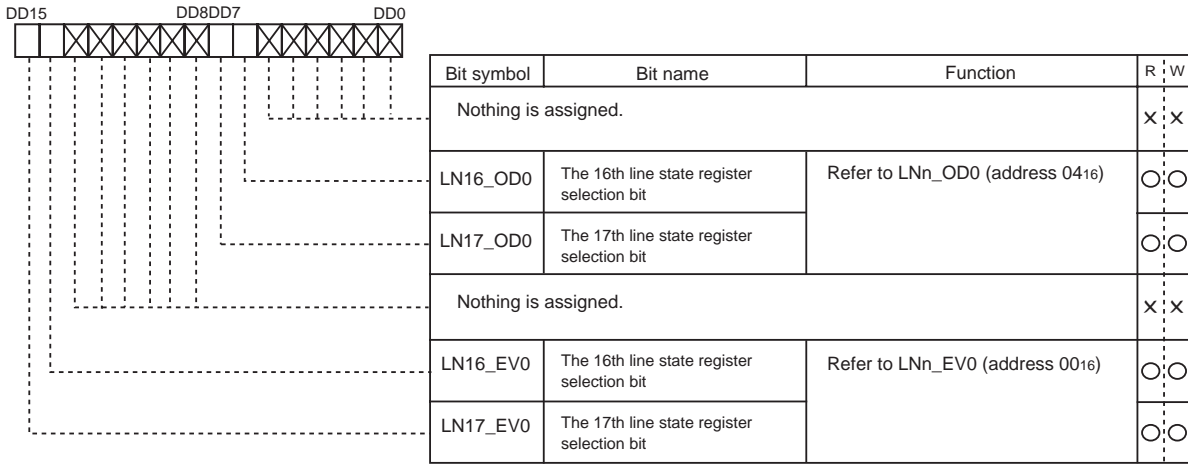 DD15 DD8DD7 DD0
Bit symbol Bit name Function R W
Nothing is assigned. X X
LN16_OD0 The 16th line state register selection bit Refer to LNn_OD0 (address 0416) O O
LN17_OD0 The 17th line state register selection bit O O
Nothing is assigned. X X
LN16_EV0 The 16th line state register selection bit Refer to LNn_EV0 (address 0016) O O
LN17_EV0 The 17th line state register selection bit O O